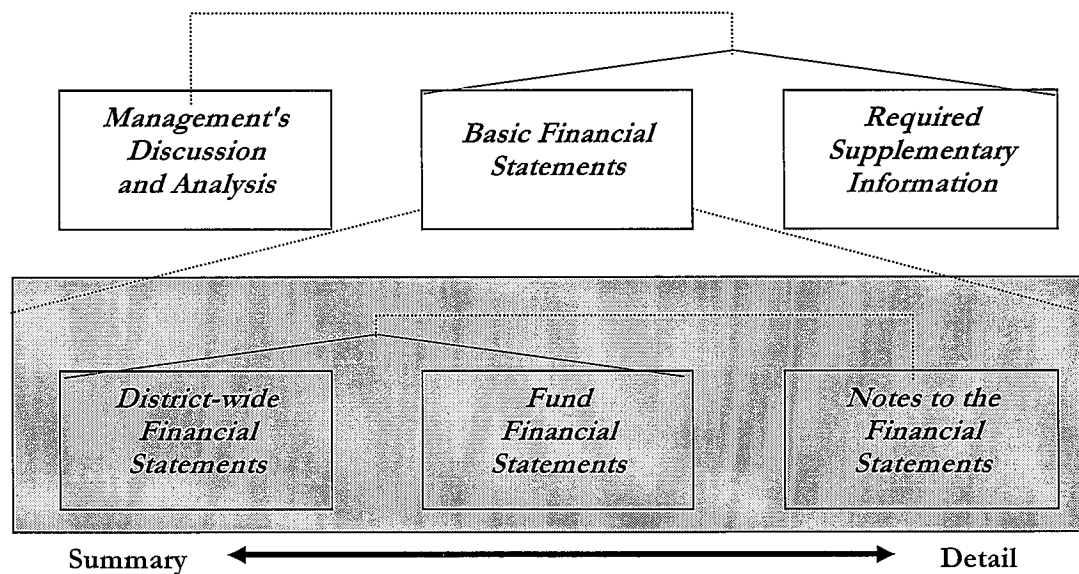 Management's
Discussion
and Analysis
Basic Financial
Statements
Required
Supplementary
Information
District-wide
Financial
Statements
Fund
Financial
Statements
Notes to the
Financial
Statements
Summary
Detail